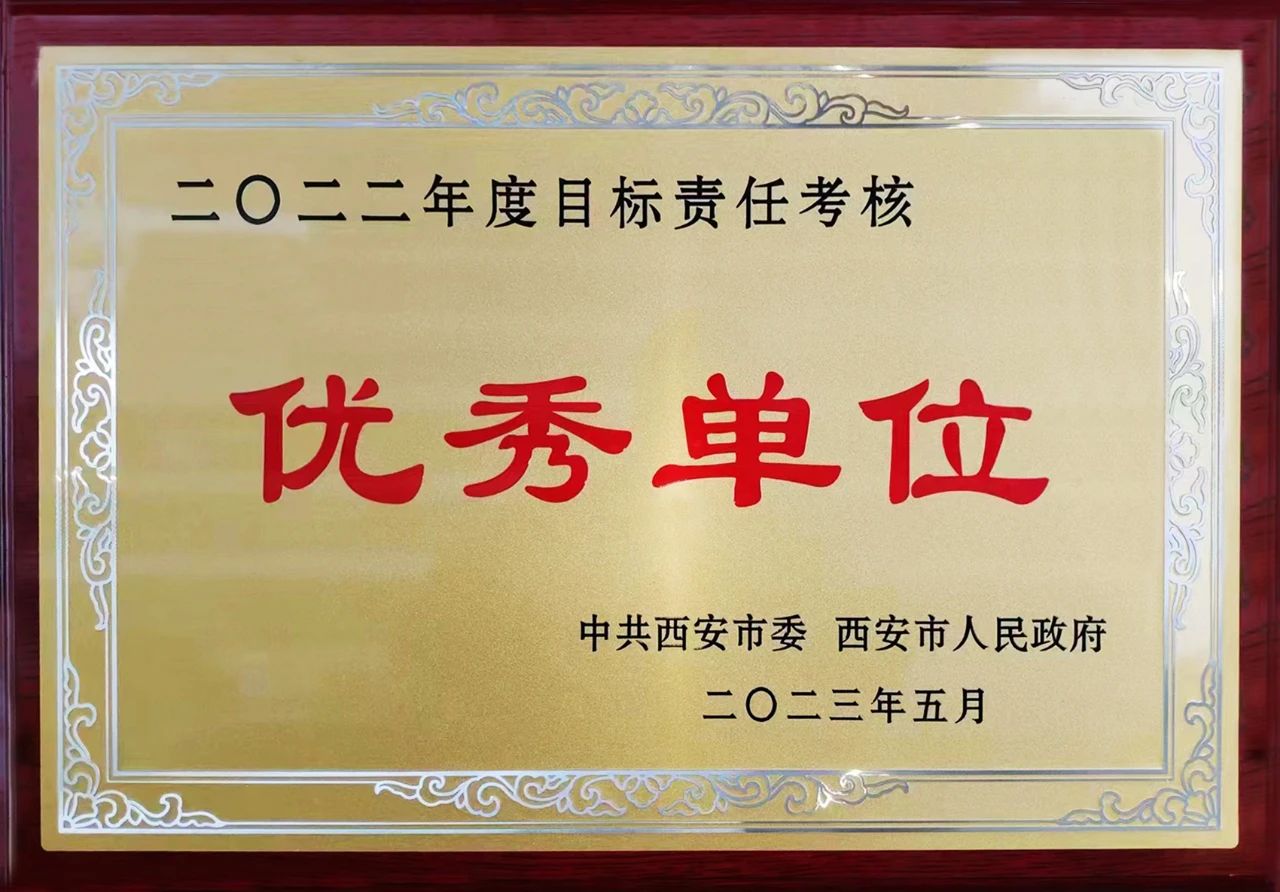 二〇二二年度目标责任考核
优秀单位
中共西安市委 西安市人民政府
二〇二三年五月